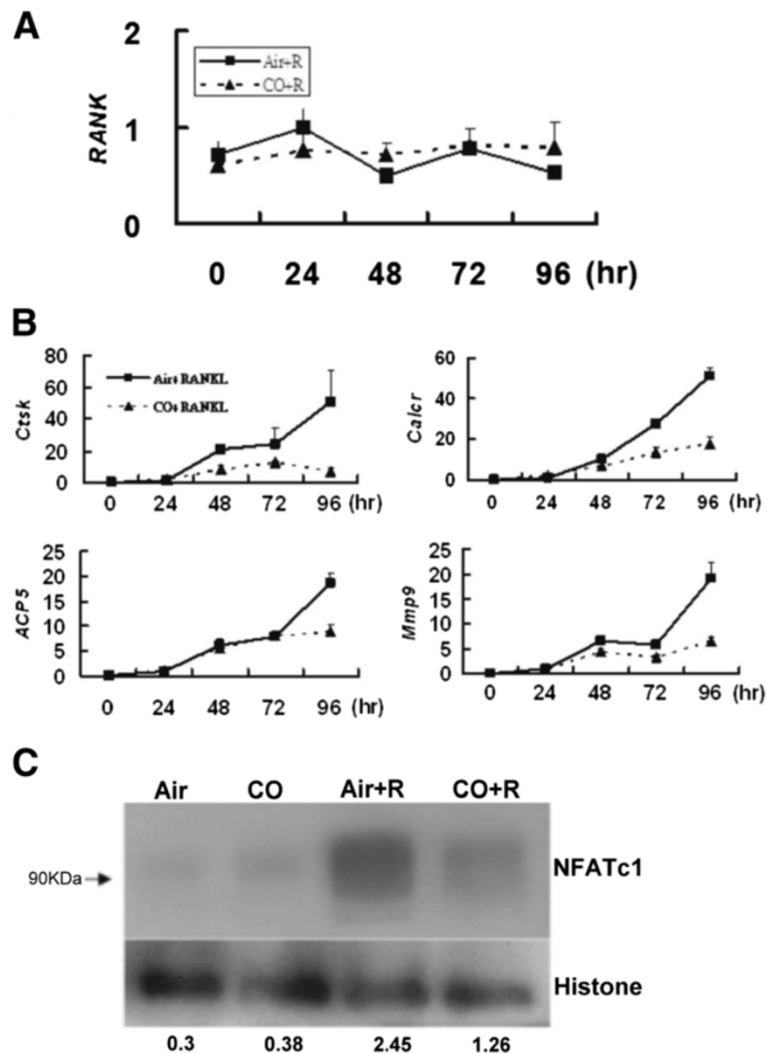 A
2
1
0
RANK
Air+R
CO+R
0 24 48 72 96 (hr)
B
80
60
40
20
0
Ctsk
Air+RANKL
CO+RANKL
0 24 48 72 96 (hr)
60
40
20
0
Calcr
0 24 48 72 96 (hr)
25
20
15
10
5
0
ACP5
0 24 48 72 96 (hr)
25
20
15
10
5
0
Mmp9
0 24 48 72 96 (hr)
C
Air CO Air+R CO+R
90KDa
NFATc1
Histone
0.3 0.38 2.45 1.26